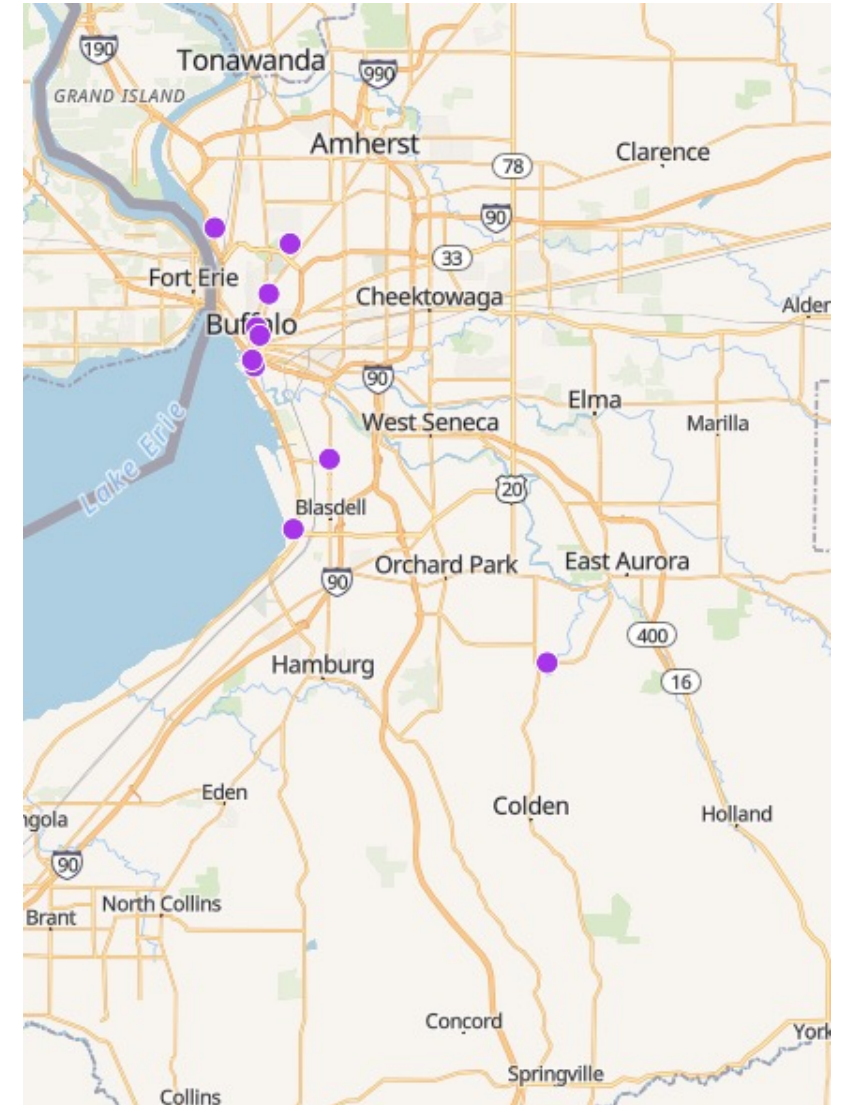 190
Tonawanda
990
GRAND ISLAND
Amherst
78
Clarence
90
33
Fort Erie
Cheektowaga
Alder
Buffalo
90
Elma
Lake Erie
West Seneca
Marilla
20
Blasdell
Orchard Park
East Aurora
90
400
Hamburg
16
Eden
Colden
Holland
ngola
90
North Collins
Brant
Concord
York
Springville
Collins